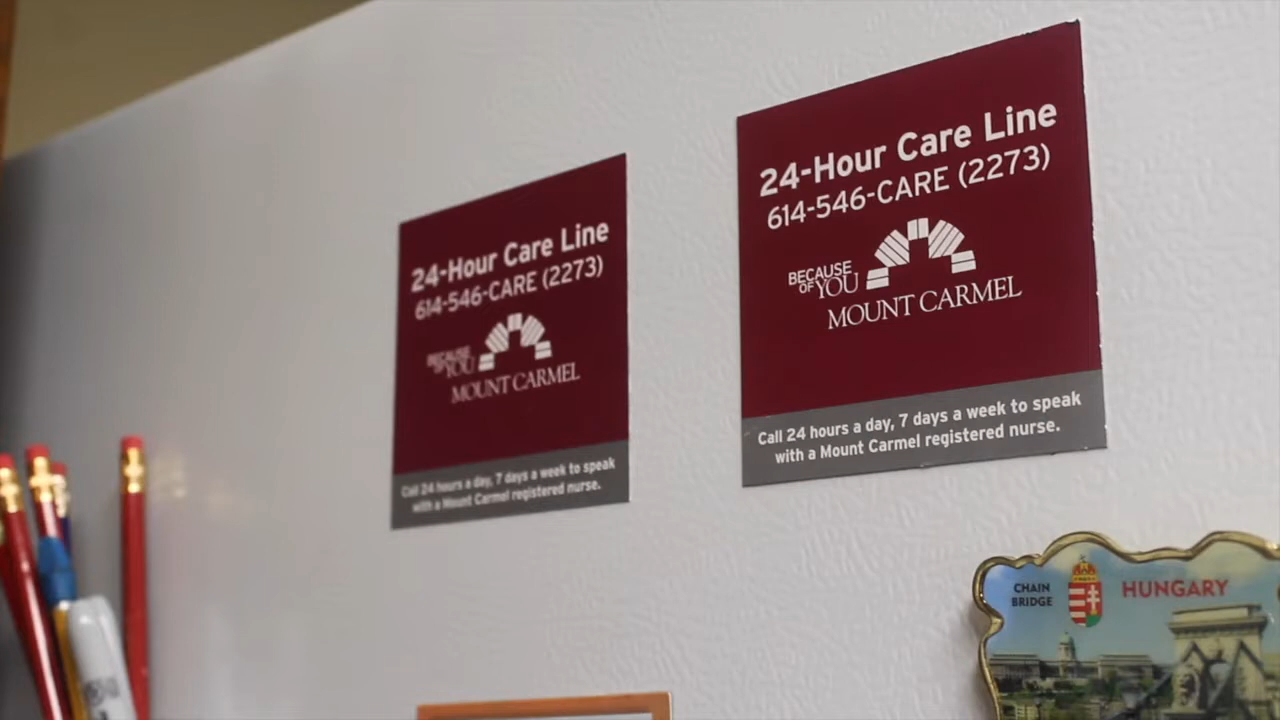 24-Hour Care Line
614-546-CARE (2273)
BECAUSE
OF YOU
MOUNT CARMEL
Call 24 hours a day, 7 days a week to speak
with a Mount Carmel registered nurse.
24-Hour Care Line
614-546-CARE (2273)
BECAUSE
OF YOU
MOUNT CARMEL
Call 24 hours a day, 7 days a week to speak
with a Mount Carmel registered nurse.
CHAIN
BRIDGE
HUNGARY